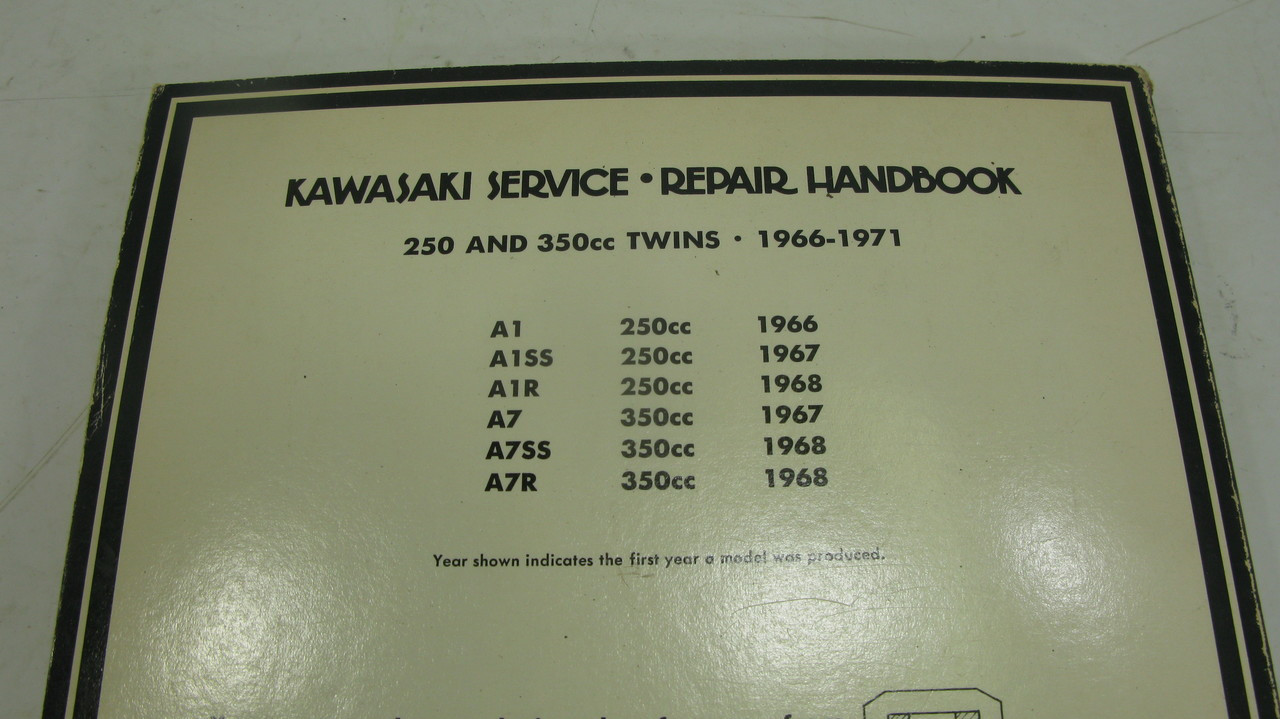 KAWASAKI SERVICE • REPAIR HANDBOOK
250 AND 350cc TWINS • 1966-1971
A1 250cc 1966
A1SS 250cc 1967
A1R 250cc 1968
A7 350cc 1967
A7SS 350cc 1968
A7R 350cc 1968
Year shown indicates the first year a model was produced.